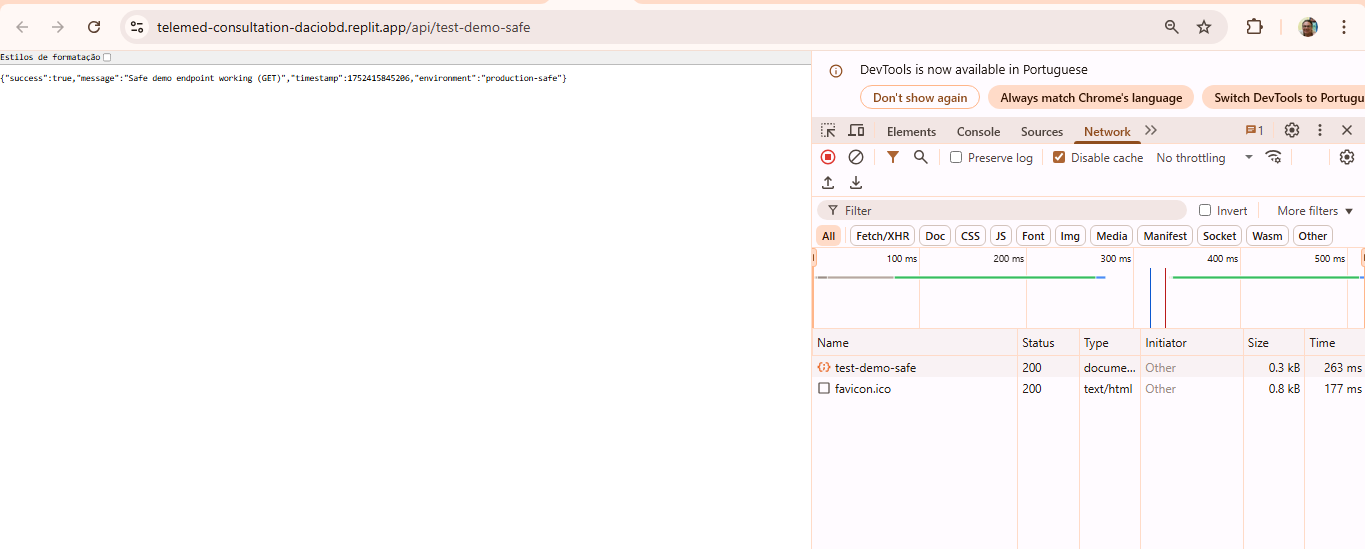 telemed-consultation-daciobd.replit.app/api/test-demo-safe
Estilos de formatação
{"success":true,"message":"Safe demo endpoint working (GET)","timestamp":1752415845206,"environment":"production-safe"}
DevTools is now available in Portuguese
Don't show again Always match Chrome's language Switch DevTools to Portugu
Elements Console Sources Network 1
Preserve log Disable cache No throttling
Filter Invert More filters
All Fetch/XHR Doc CSS JS Font Img Media Manifest Socket Wasm Other
100 ms 200 ms 300 ms 400 ms 500 ms
Name Status Type Initiator Size Time
test-demo-safe 200 docume... Other 0.3 kB 263 ms
favicon.ico 200 text/html Other 0.8 kB 177 ms